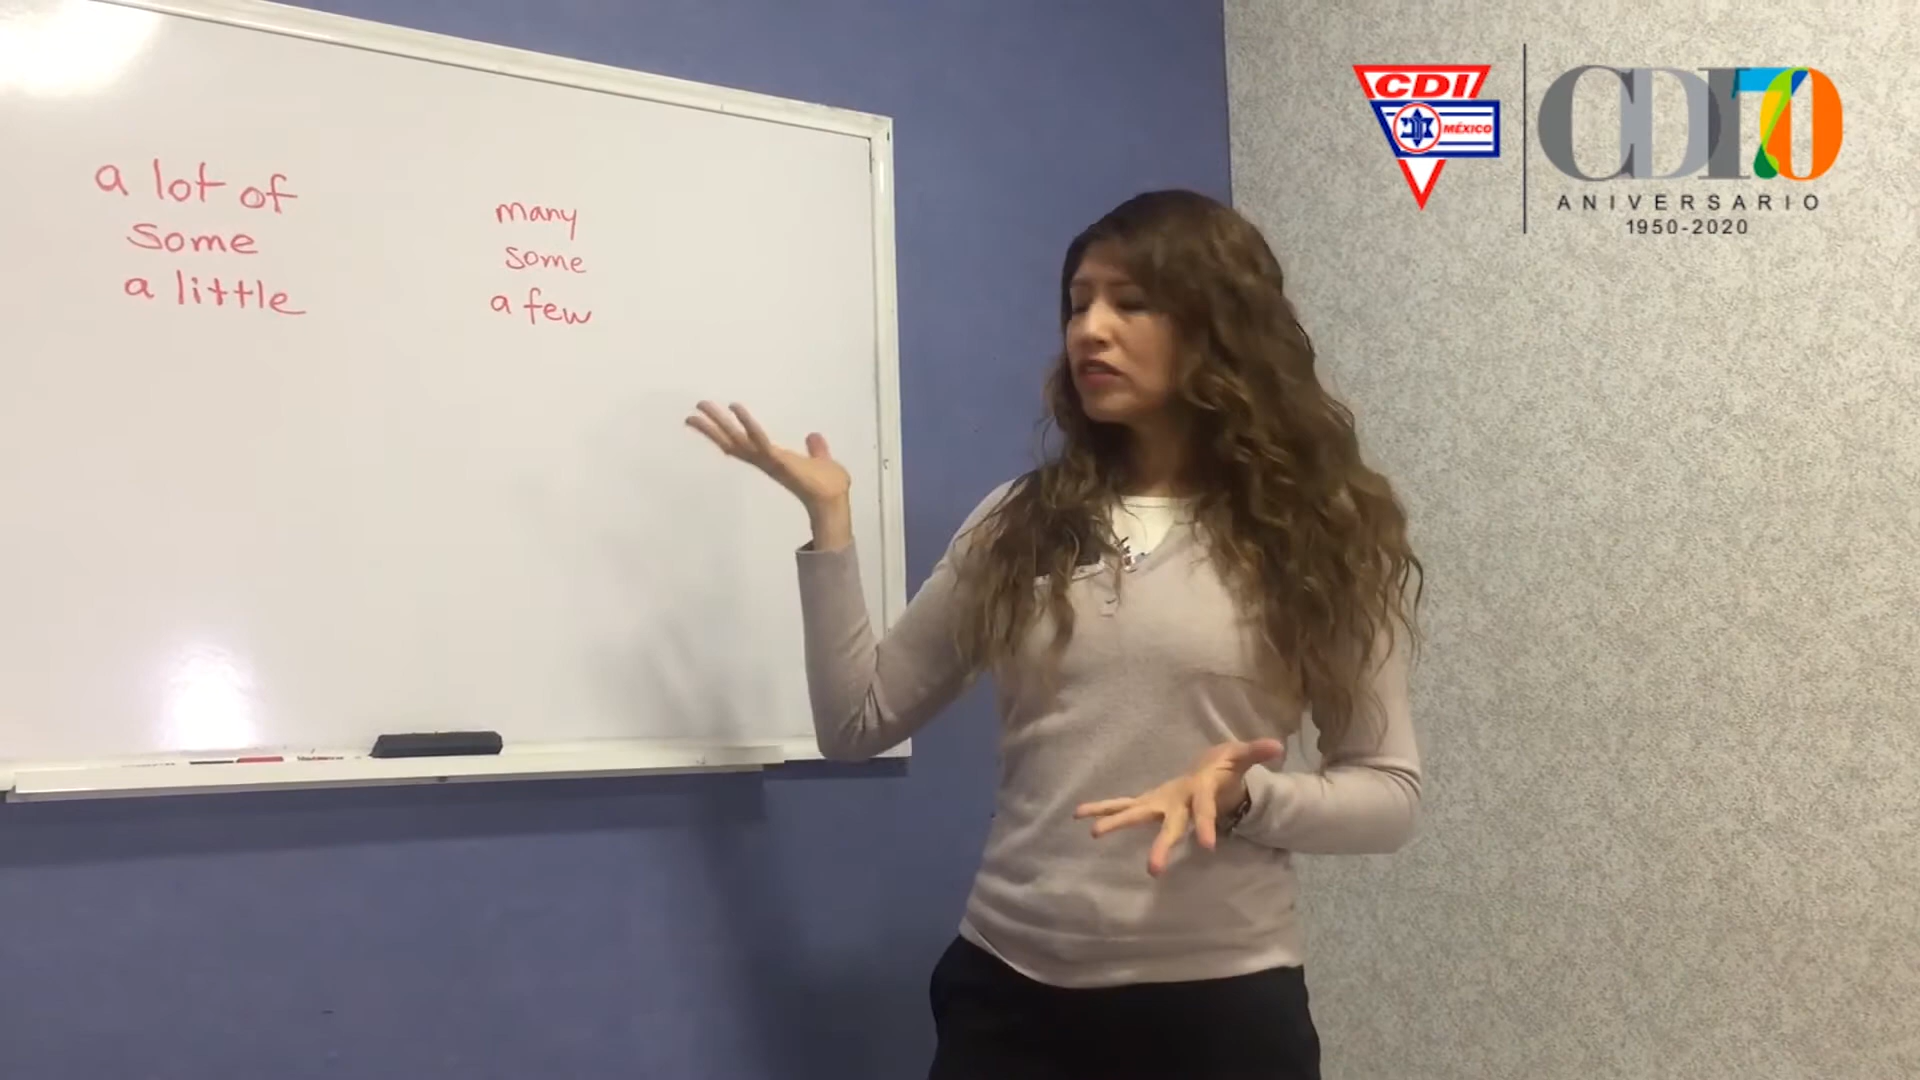 a lot of
some
a little
many
some
a few
CDI
MÉXICO
CDI70
ANIVERSARIO
1950-2020